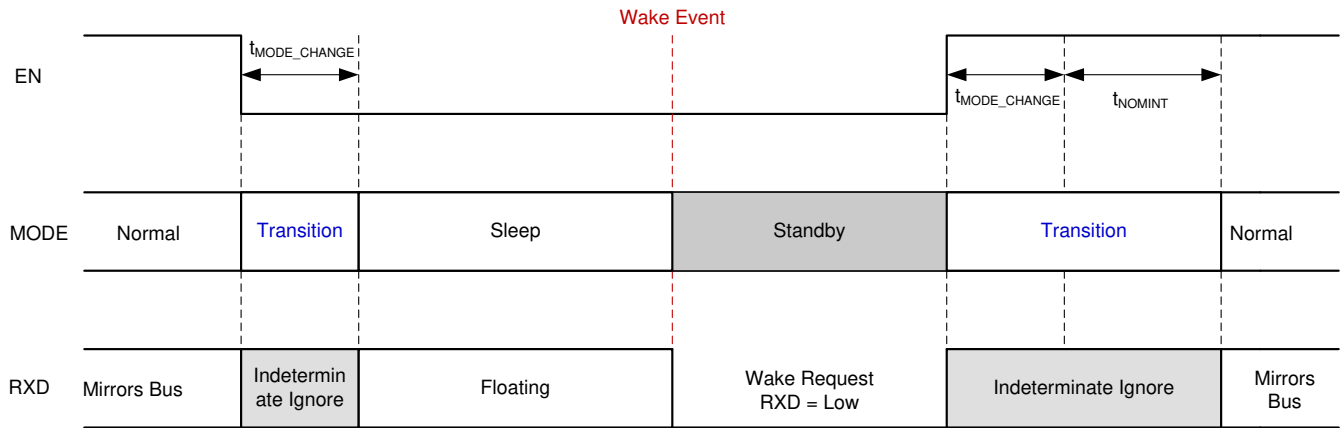 Wake Event
EN
tMODE_CHANGE
tMODE_CHANGE
tNOMINT
MODE
Normal
Transition
Sleep
Standby
Transition
Normal
RXD
Mirrors Bus
Indetermin
ate Ignore
Floating
Wake Request
RXD = Low
Indeterminate Ignore
Mirrors
Bus